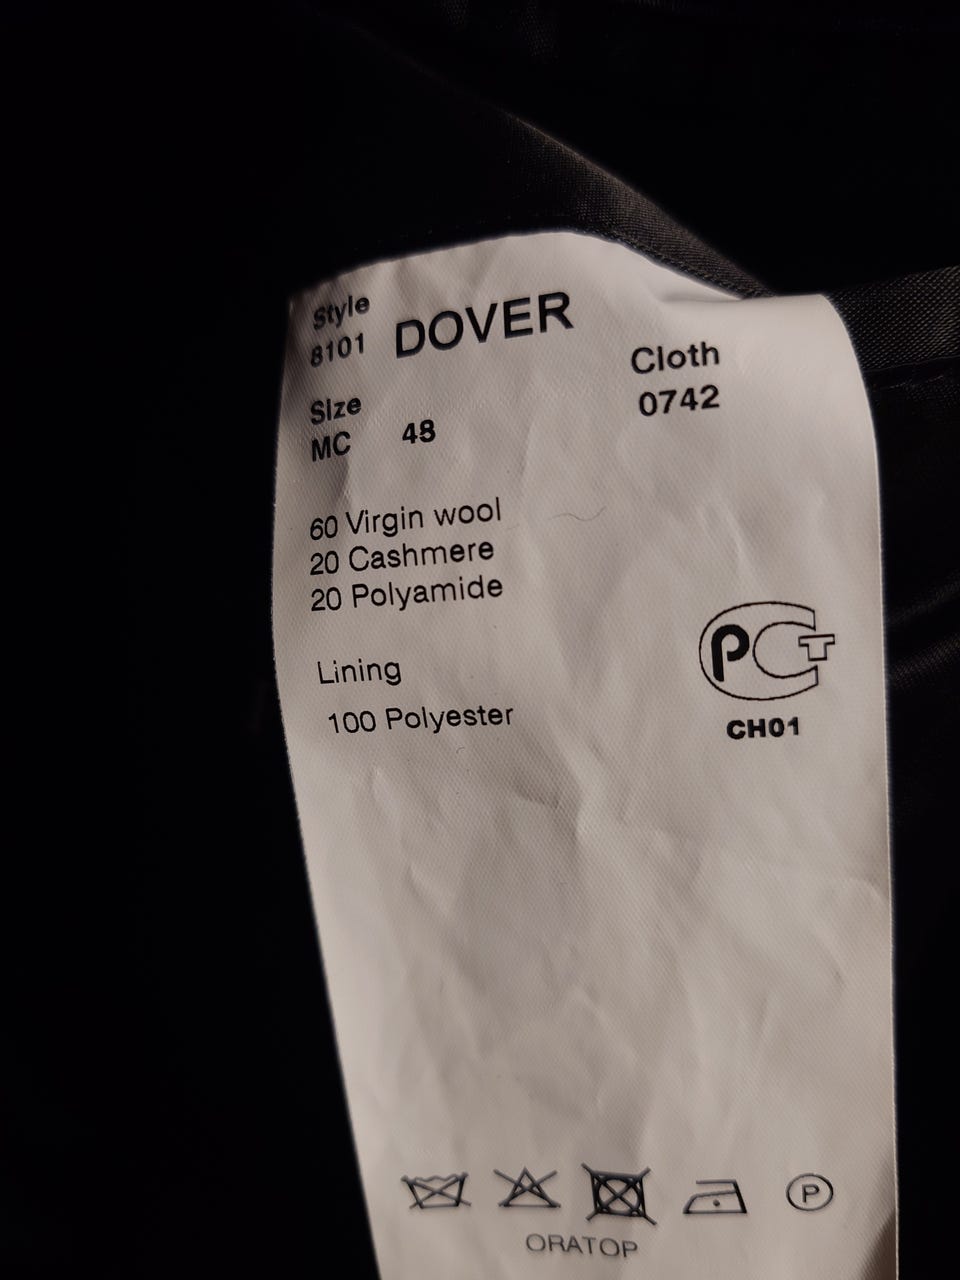 Style
8101 DOVER
Cloth
0742
Size
MC 48
60 Virgin wool
20 Cashmere
20 Polyamide
Lining
100 Polyester
PCT
CH01
P
ORATOP